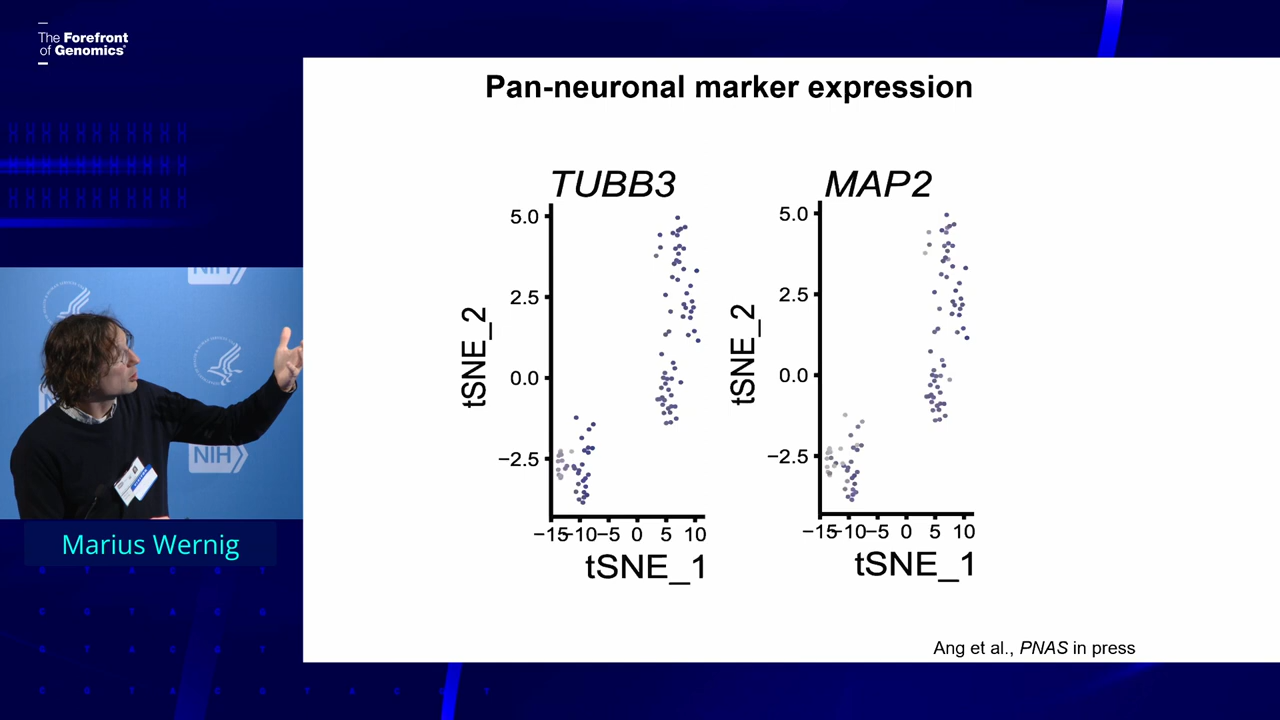 The Forefront
of Genomics®
Pan-neuronal marker expression
TUBB3
MAP2
5.0
2.5
0.0
−2.5
tSNE_2
−15 −10 −5 0 5 10
tSNE_1
5.0
2.5
0.0
−2.5
tSNE_2
−15 −10 −5 0 5 10
tSNE_1
NIH
NIH
Marius Wernig
Ang et al., PNAS in press